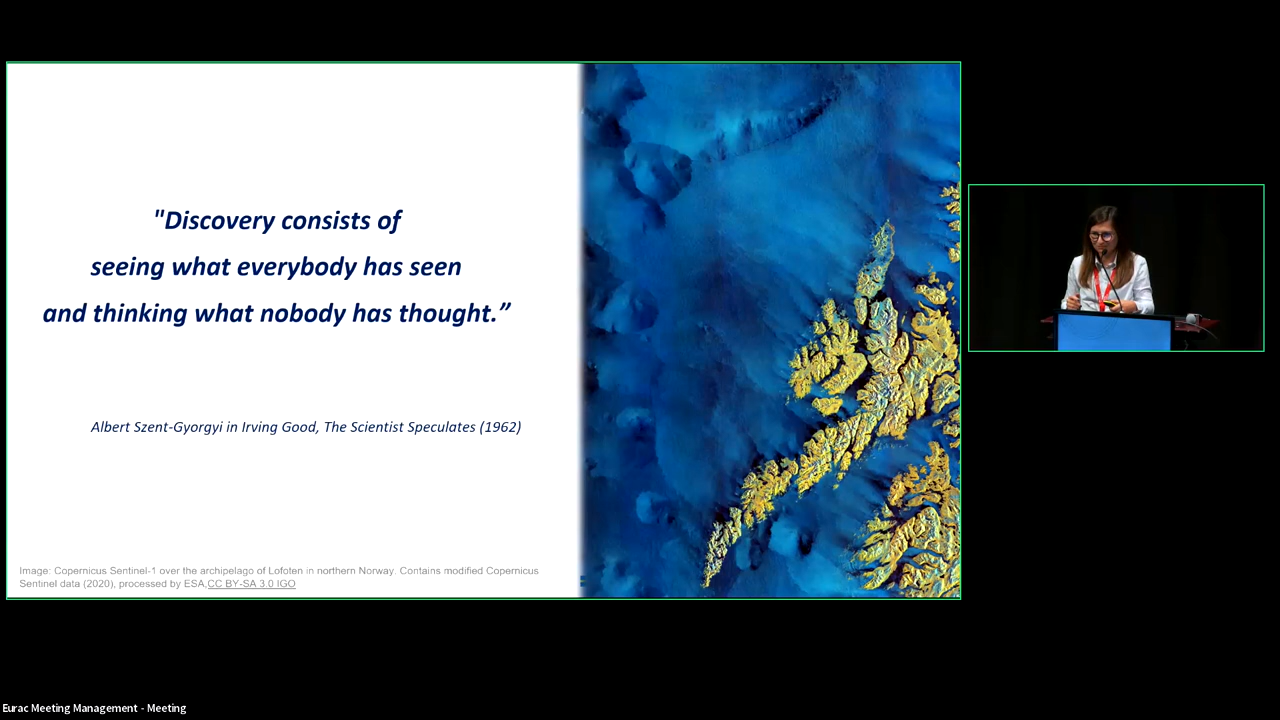 "Discovery consists of
seeing what everybody has seen
and thinking what nobody has thought.”
Albert Szent-Gyorgyi in Irving Good, The Scientist Speculates (1962)
Image: Copernicus Sentinel-1 over the archipelago of Lofoten in northern Norway. Contains modified Copernicus
Sentinel data (2020), processed by ESA,CC BY-SA 3.0 IGO
Eurac Meeting Management - Meeting